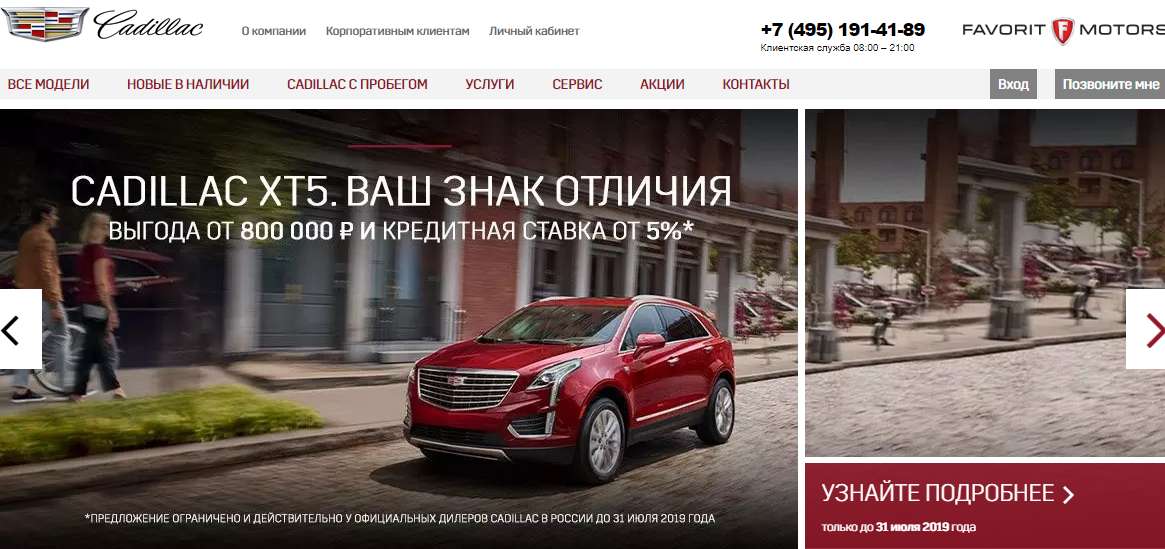 Cadillac
О компании Корпоративным клиентам Личный кабинет
+7 (495) 191-41-89
Клиентская служба 08:00 – 21:00
FAVORIT F MOTORS
ВСЕ МОДЕЛИ НОВЫЕ В НАЛИЧИИ CADILLAC С ПРОБЕГОМ УСЛУГИ СЕРВИС АКЦИИ КОНТАКТЫ Вход Позвоните мне
CADILLAC XT5. ВАШ ЗНАК ОТЛИЧИЯ
ВЫГОДА ОТ 800 000 ₽ И КРЕДИТНАЯ СТАВКА ОТ 5%*
*ПРЕДЛОЖЕНИЕ ОГРАНИЧЕНО И ДЕЙСТВИТЕЛЬНО У ОФИЦИАЛЬНЫХ ДИЛЕРОВ CADILLAC В РОССИИ ДО 31 ИЮЛЯ 2019 ГОДА
УЗНАЙТЕ ПОДРОБНЕЕ
только до 31 июля 2019 года